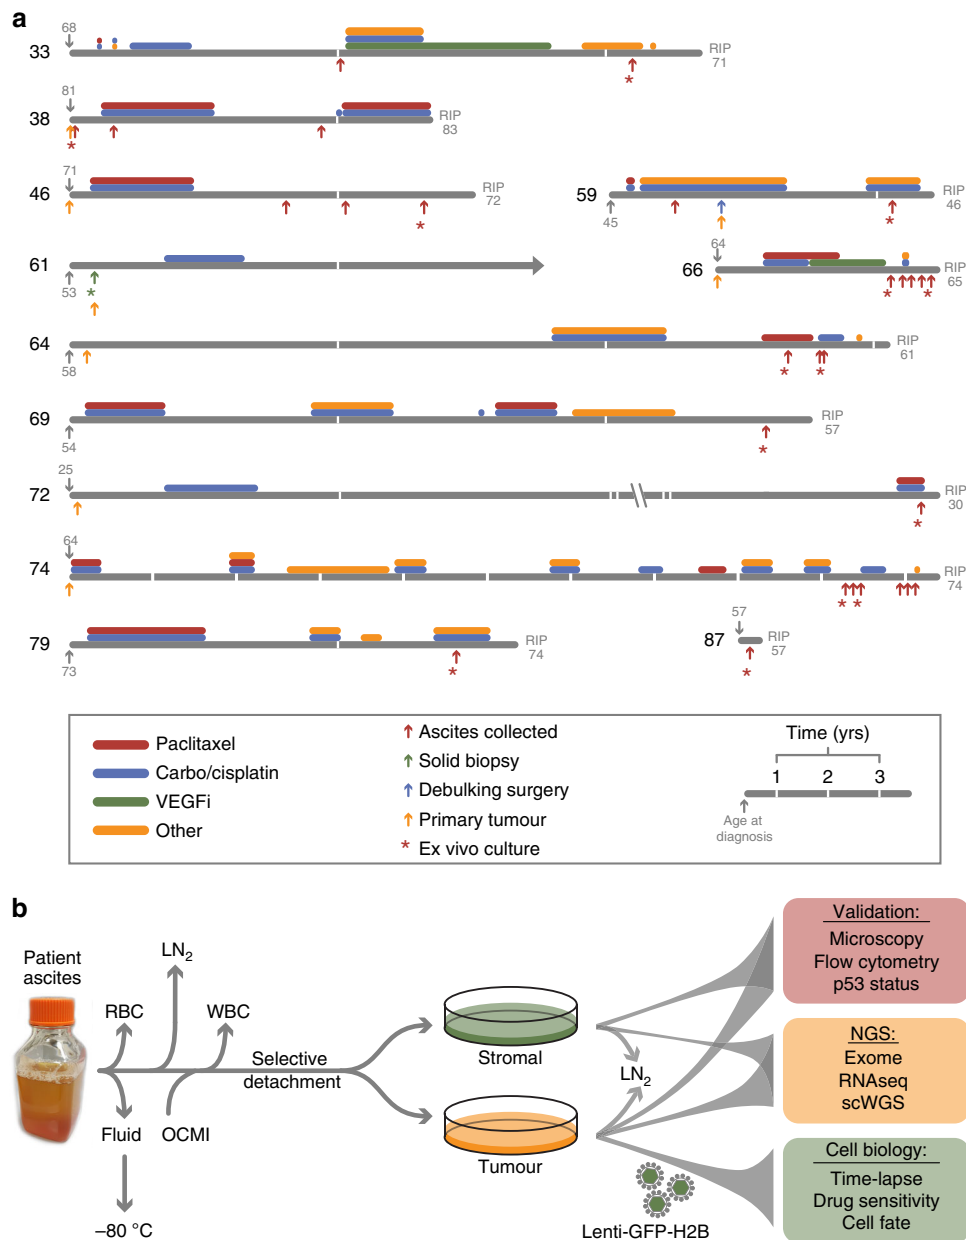 a
68
33
RIP
71
81
38
RIP
83
71
46
RIP
72
59
45
RIP
46
61
53
64
66
RIP
65
64
58
RIP
61
69
54
RIP
57
25
72
RIP
30
64
74
RIP
74
79
73
RIP
74
57
87
RIP
57
Paclitaxel
Carbo/cisplatin
VEGFi
Other
Ascites collected
Solid biopsy
Debulking surgery
Primary tumour
* Ex vivo culture
Time (yrs)
1 2 3
Age at
diagnosis
b
Patient
ascites
LN2
RBC
WBC
Selective
detachment
Fluid
OCMI
–80 °C
Stromal
LN2
Tumour
Lenti-GFP-H2B
Validation:
Microscopy
Flow cytometry
p53 status
NGS:
Exome
RNAseq
scWGS
Cell biology:
Time-lapse
Drug sensitivity
Cell fate